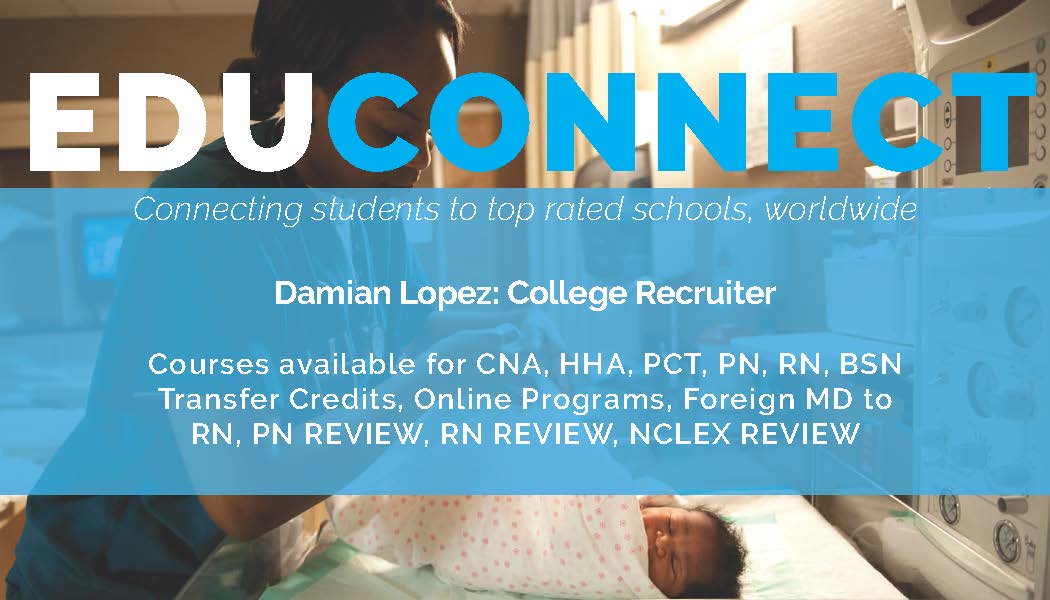 EDUCONNECT
Connecting students to top rated schools, worldwide
Damian Lopez: College Recruiter
Courses available for CNA, HHA, PCT, PN, RN, BSN
Transfer Credits, Online Programs, Foreign MD to
RN, PN REVIEW, RN REVIEW, NCLEX REVIEW